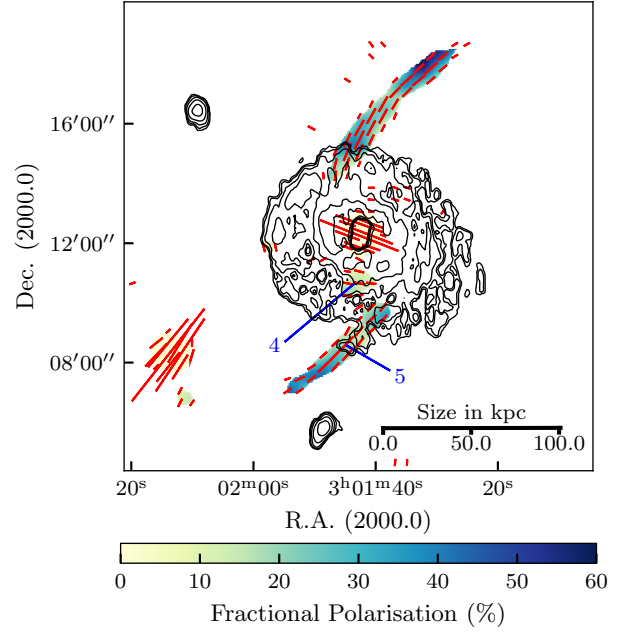 Dec. (2000.0)
16′00″
12′00″
08′00″
4
5
Size in kpc
0.0 50.0 100.0
20ˢ 02ᵐ00ˢ 3ʰ01ᵐ40ˢ 20ˢ
R.A. (2000.0)
0 10 20 30 40 50 60
Fractional Polarisation (%)